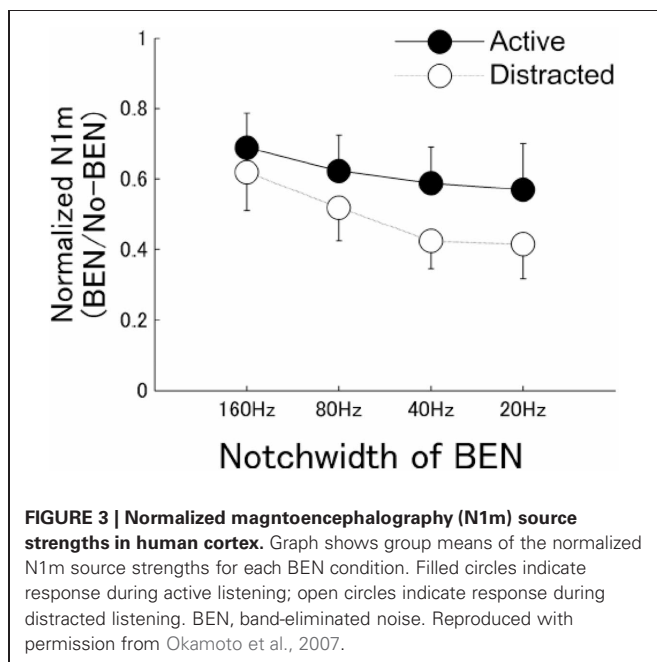 1
0.8
0.6
0.4
0.2
0
Normalized N1m
(BEN/No-BEN)
Active
Distracted
160Hz 80Hz 40Hz 20Hz
Notchwidth of BEN
FIGURE 3 | Normalized magntoencephalography (N1m) source
strengths in human cortex. Graph shows group means of the normalized
N1m source strengths for each BEN condition. Filled circles indicate
response during active listening; open circles indicate response during
distracted listening. BEN, band-eliminated noise. Reproduced with
permission from Okamoto et al., 2007.